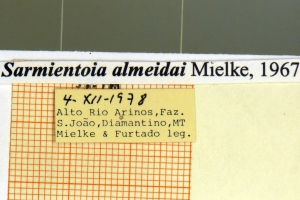 Sarmientoia almeidai Mielke, 1967
4-XII-1978
Alto Rio Arinos,Faz.
S.João,Diamantino,MT
Mielke & Furtado leg.